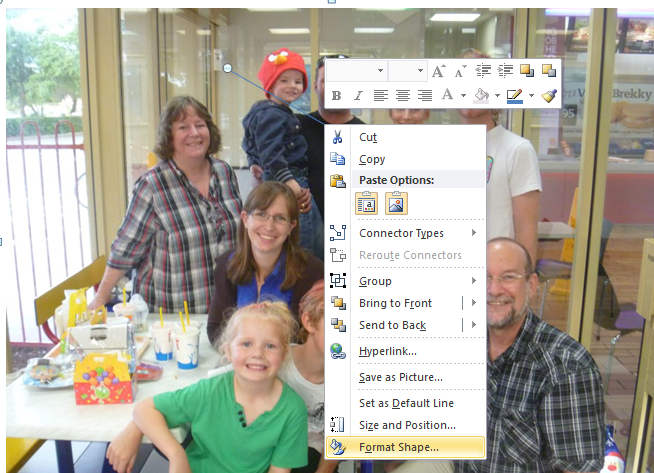 Brekky
A A
B I A
Cut
Copy
Paste Options:
a
Connector Types
Reroute Connectors
Group
Bring to Front
Send to Back
Hyperlink...
Save as Picture...
Set as Default Line
Size and Position...
Format Shape...